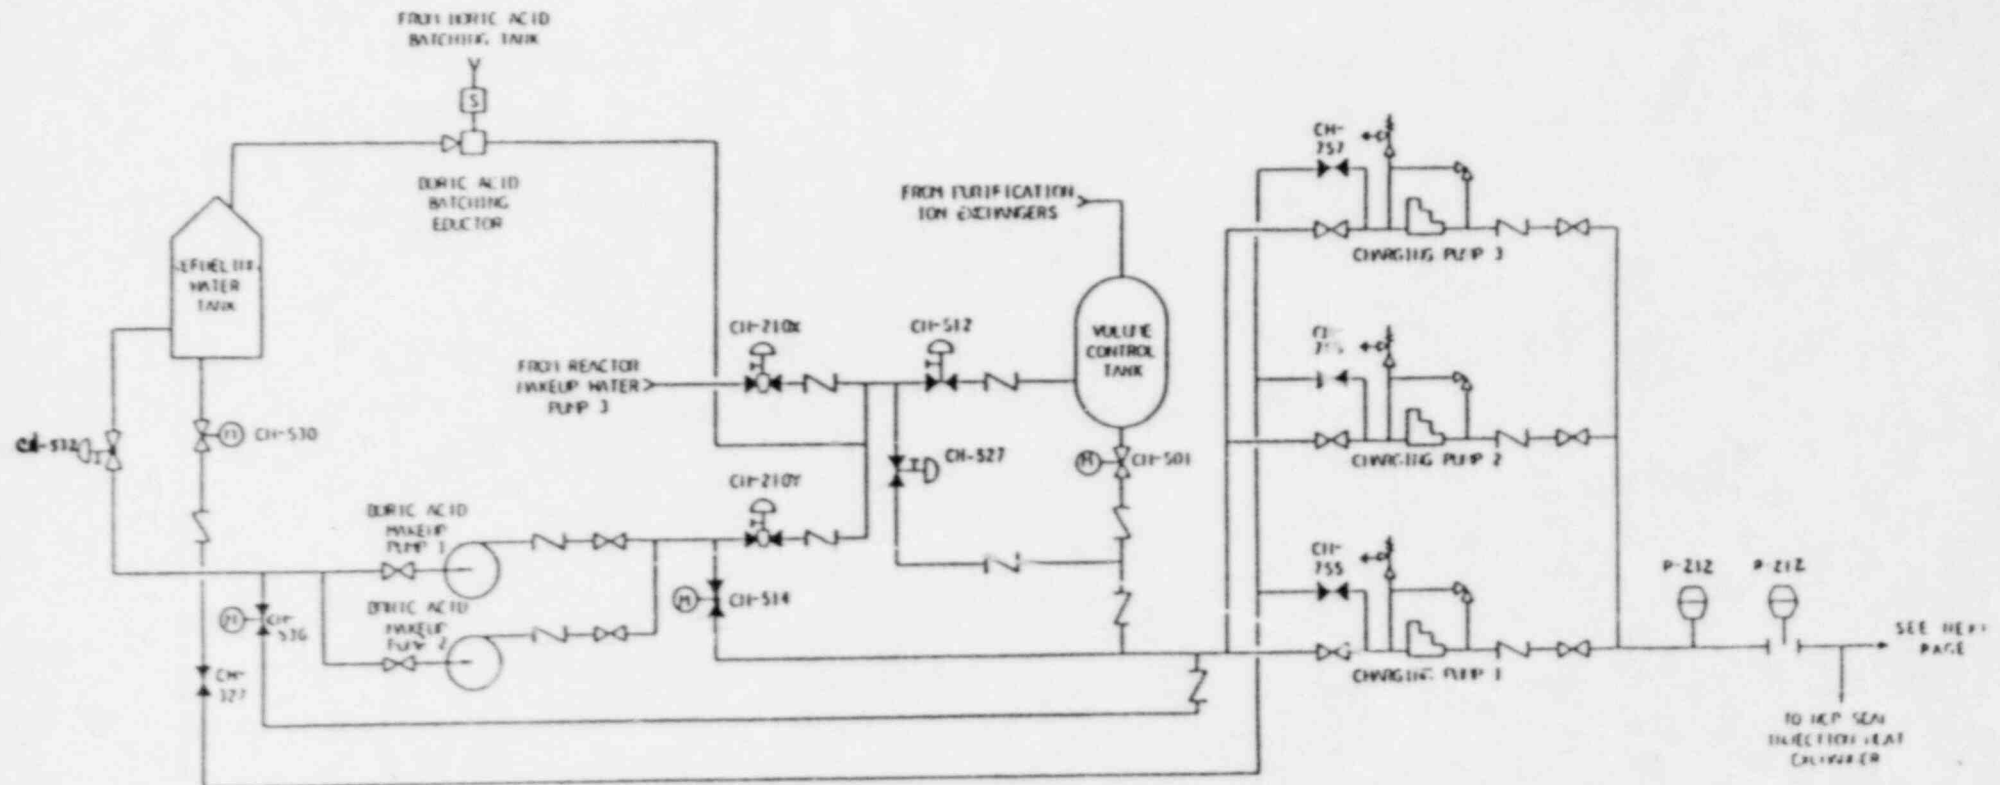 FROM BORIC ACID
BATCHING TANK
S
BORIC ACID
BATCHING
EDUCTOR
WATER
TANK
CH-530
M
BORIC ACID
MAKEUP
PUMP 1
BORIC ACID
MAKEUP
PUMP 2
M
CH-
536
CH-
327
FROM REACTOR
MAKEUP WATER
PUMP 3
CH-210X
CH-512
CH-210Y
CH-527
M
CH-514
FROM PURIFICATION
ION EXCHANGERS
VOLUME
CONTROL
TANK
M
CH-501
CH-
757
CHARGING PUMP 3
CHARGING PUMP 2
CH-
755
CHARGING PUMP 1
P-212
P-212
SEE NEXT
PAGE
TO RCP SEAL
INJECTION HEAT
EXCHANGER